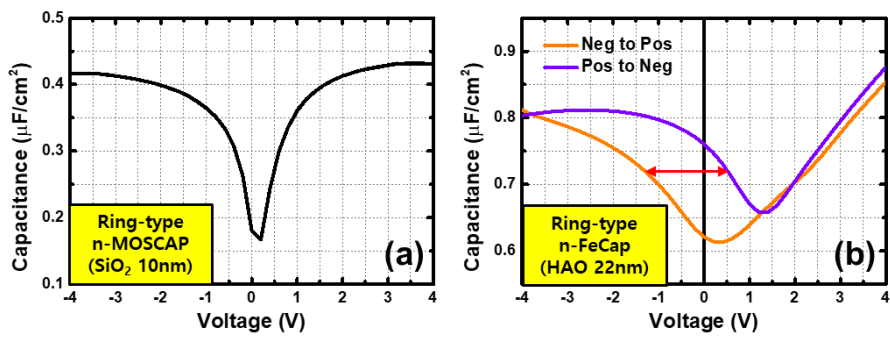 0.5
0.4
0.3
0.2
0.1
Capacitance (μF/cm²)
Ring-type
n-MOSCAP
(SiO₂ 10nm)
(a)
-4 -3 -2 -1 0 1 2 3 4
Voltage (V)
0.9
0.8
0.7
0.6
Capacitance (μF/cm²)
Neg to Pos
Pos to Neg
Ring-type
n-FeCap
(HAO 22nm)
(b)
-4 -3 -2 -1 0 1 2 3 4
Voltage (V)